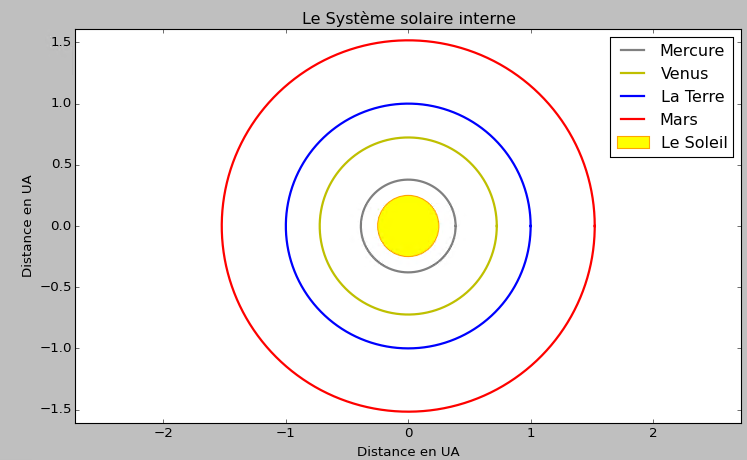 Le Système solaire interne
Mercure
Venus
La Terre
Mars
Le Soleil
1.5
1.0
0.5
0.0
−0.5
−1.0
−1.5
Distance en UA
−2
−1
0
1
2
Distance en UA